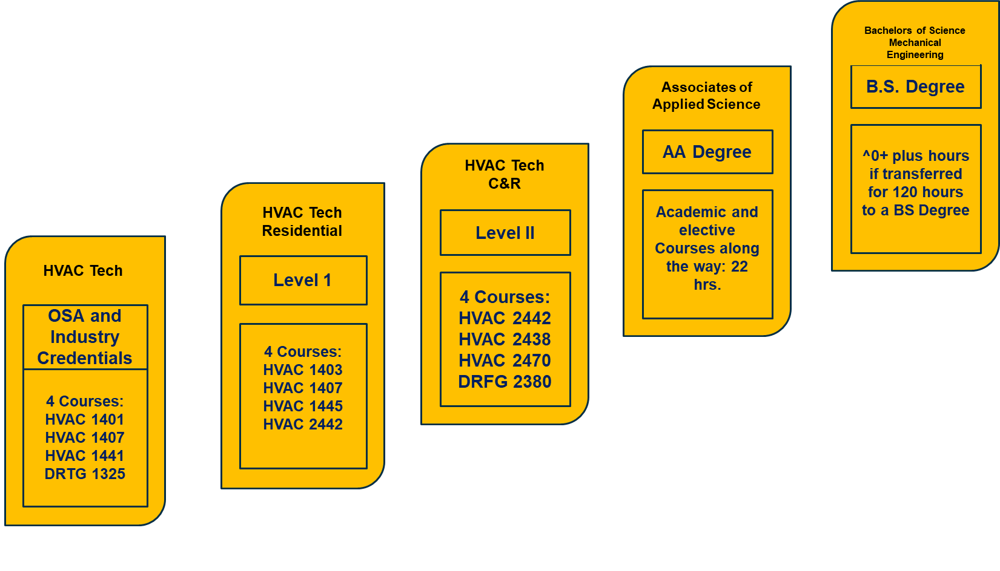 HVAC Tech
OSA and
Industry
Credentials
4 Courses:
HVAC 1401
HVAC 1407
HVAC 1441
DRTG 1325
HVAC Tech
Residential
Level 1
4 Courses:
HVAC 1403
HVAC 1407
HVAC 1445
HVAC 2442
HVAC Tech
C&R
Level II
4 Courses:
HVAC 2442
HVAC 2438
HVAC 2470
DRFG 2380
Associates of
Applied Science
AA Degree
Academic and
elective
Courses along
the way: 22
hrs.
Bachelors of Science
Mechanical
Engineering
B.S. Degree
^0+ plus hours
if transferred
for 120 hours
to a BS Degree